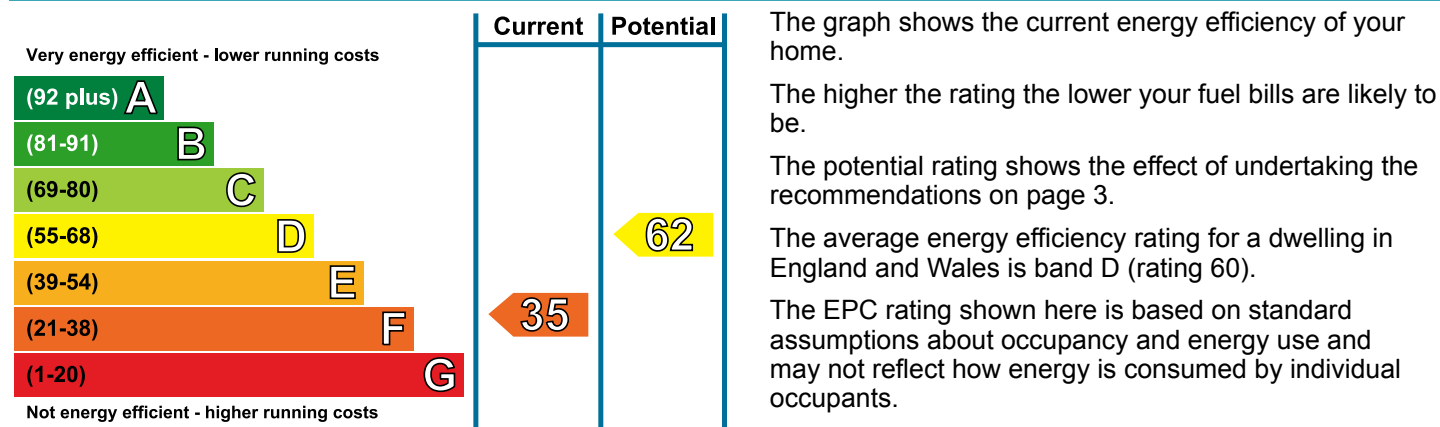 Current Potential
Very energy efficient - lower running costs
(92 plus) A
(81-91) B
(69-80) C
(55-68) D
62
(39-54) E
(21-38) F
35
(1-20) G
Not energy efficient - higher running costs
The graph shows the current energy efficiency of your
home.
The higher the rating the lower your fuel bills are likely to
be.
The potential rating shows the effect of undertaking the
recommendations on page 3.
The average energy efficiency rating for a dwelling in
England and Wales is band D (rating 60).
The EPC rating shown here is based on standard
assumptions about occupancy and energy use and
may not reflect how energy is consumed by individual
occupants.